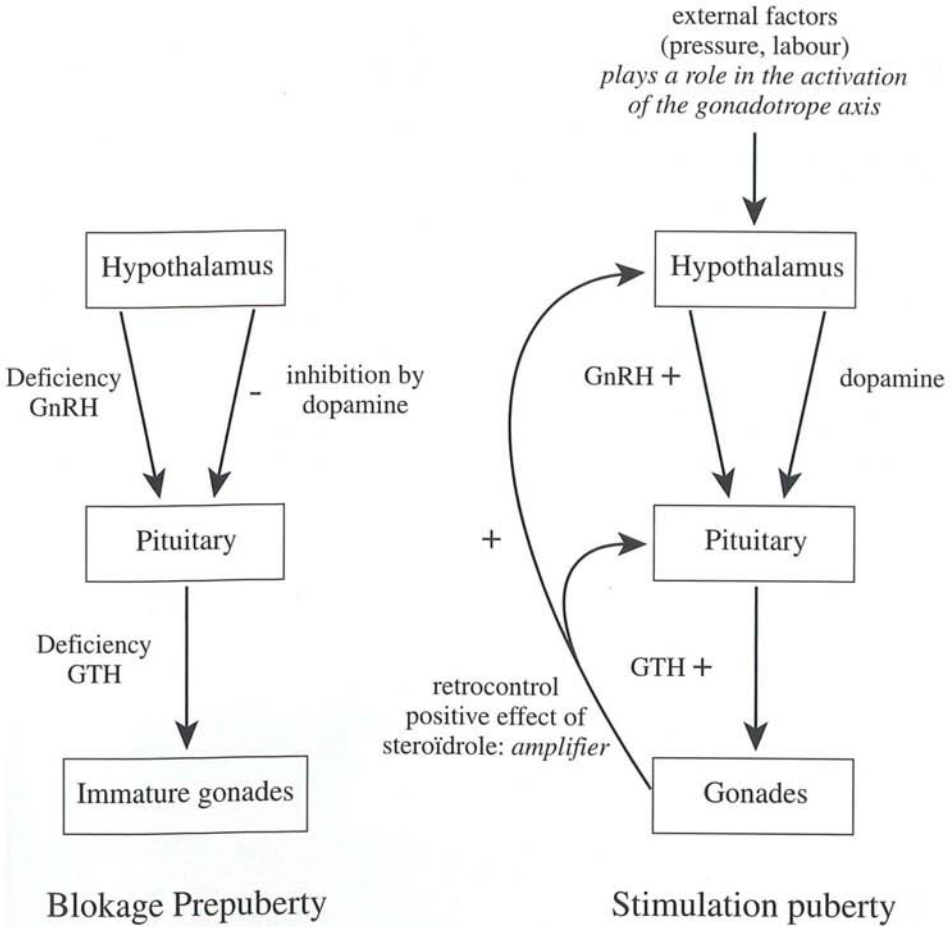 Hypothalamus
Deficiency
GnRH
-
inhibition by
dopamine
Pituitary
Deficiency
GTH
Immature gonades
Blokage Prepuberty
external factors
(pressure, labour)
plays a role in the activation
of the gonadotrope axis
Hypothalamus
GnRH +
dopamine
+
Pituitary
GTH +
retrocontrol
positive effect of
steroïdrole: amplifier
Gonades
Stimulation puberty